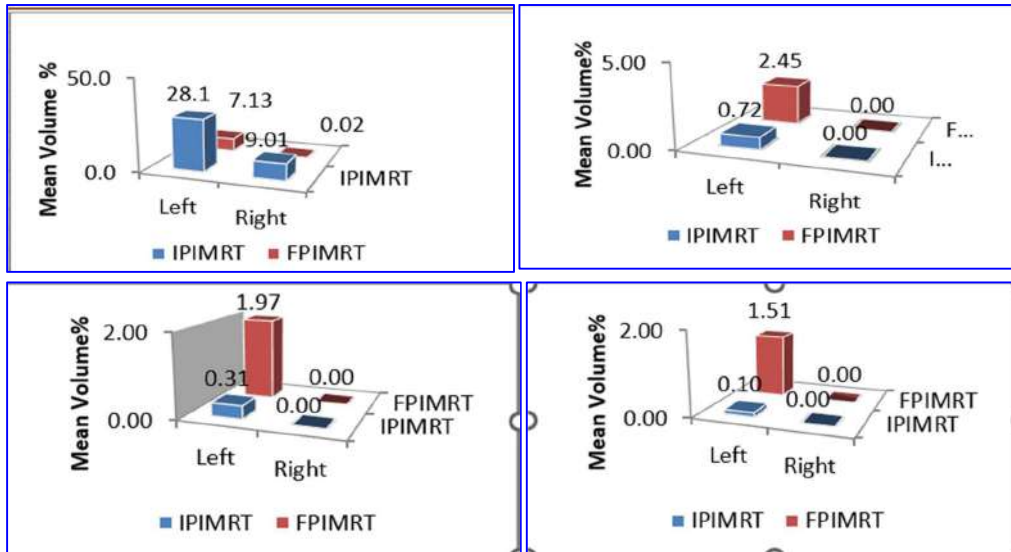 Mean Volume %
50.0
0.0
28.1
7.13
9.01
0.02
IPIMRT
Left
Right
IPIMRT FPIMRT
Mean Volume%
5.00
0.00
2.45
0.72
0.00
0.00
F...
I...
Left
Right
IPIMRT FPIMRT
Mean Volume%
2.00
0.00
1.97
0.31
0.00
0.00
FPIMRT
IPIMRT
Left
Right
IPIMRT FPIMRT
Mean Volume%
2.00
0.00
1.51
0.10
0.00
0.00
FPIMRT
IPIMRT
Left
Right
IPIMRT FPIMRT